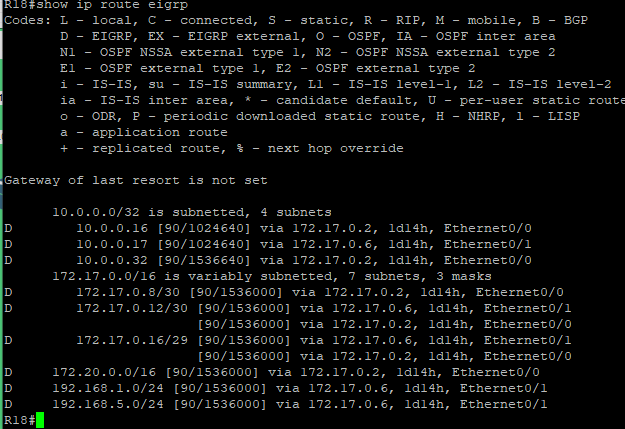 R18#show ip route eigrp
Codes: L - local, C - connected, S - static, R - RIP, M - mobile, B - BGP
D - EIGRP, EX - EIGRP external, O - OSPF, IA - OSPF inter area
N1 - OSPF NSSA external type 1, N2 - OSPF NSSA external type 2
E1 - OSPF external type 1, E2 - OSPF external type 2
i - IS-IS, su - IS-IS summary, L1 - IS-IS level-1, L2 - IS-IS level-2
ia - IS-IS inter area, * - candidate default, U - per-user static route
o - ODR, P - periodic downloaded static route, H - NHRP, l - LISP
a - application route
+ - replicated route, % - next hop override
Gateway of last resort is not set
10.0.0.0/32 is subnetted, 4 subnets
D 10.0.0.16 [90/1024640] via 172.17.0.2, 1d14h, Ethernet0/0
D 10.0.0.17 [90/1024640] via 172.17.0.6, 1d14h, Ethernet0/1
D 10.0.0.32 [90/1536640] via 172.17.0.2, 1d14h, Ethernet0/0
172.17.0.0/16 is variably subnetted, 7 subnets, 3 masks
D 172.17.0.8/30 [90/1536000] via 172.17.0.2, 1d14h, Ethernet0/0
D 172.17.0.12/30 [90/1536000] via 172.17.0.6, 1d14h, Ethernet0/1
[90/1536000] via 172.17.0.2, 1d14h, Ethernet0/0
D 172.17.0.16/29 [90/1536000] via 172.17.0.6, 1d14h, Ethernet0/1
[90/1536000] via 172.17.0.2, 1d14h, Ethernet0/0
D 172.20.0.0/16 [90/1536000] via 172.17.0.2, 1d14h, Ethernet0/0
D 192.168.1.0/24 [90/1536000] via 172.17.0.6, 1d14h, Ethernet0/1
D 192.168.5.0/24 [90/1536000] via 172.17.0.6, 1d14h, Ethernet0/1
R18#